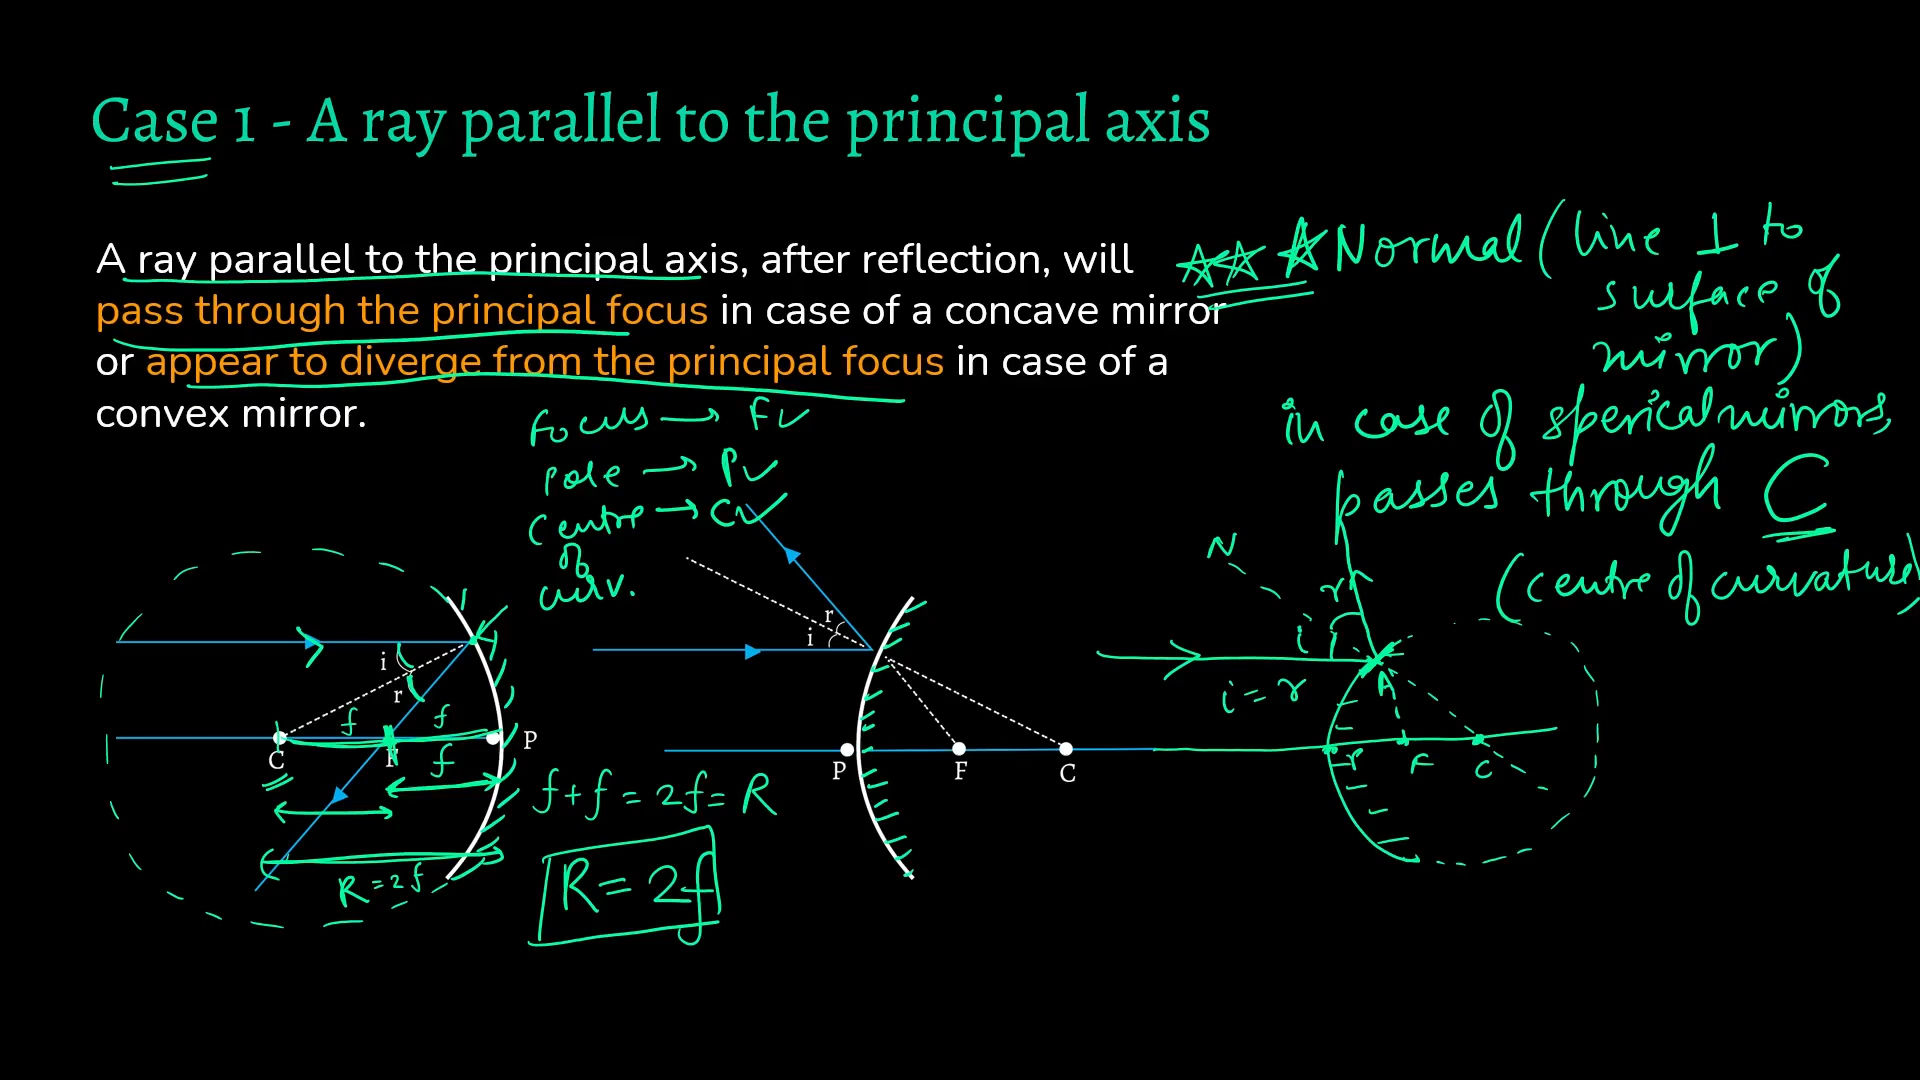 Case 1 - A ray parallel to the principal axis
A ray parallel to the principal axis, after reflection, will
pass through the principal focus in case of a concave mirror
or appear to diverge from the principal focus in case of a
convex mirror.
Normal (line ⊥ to
surface of
mirror)
in case of sperical mirrors,
passes through C
(centre of curvature)
Focus → F ✓
Pole → P ✓
Centre → C ✓
of
curv.
i
r
f
f
C
F
P
f
R = 2f
f + f = 2f = R
R = 2f
r
i
P
F
C
N
r
i
i = r
A
P
F
C